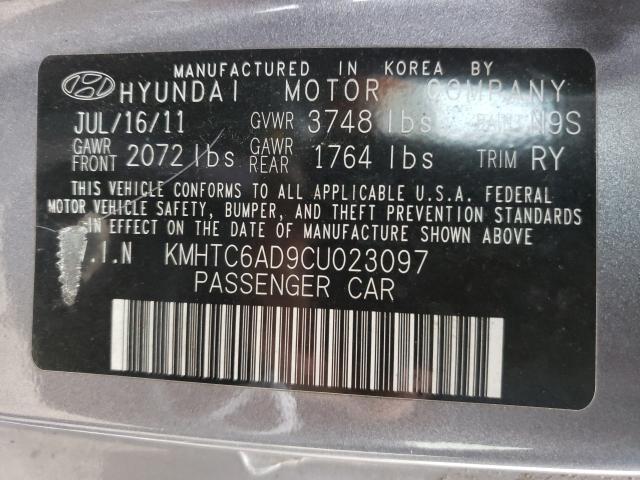 MANUFACTURED IN KOREA BY
HYUNDAI MOTOR COMPANY
JUL/16/11 GVWR 3748 lbs PAINT N9S
GAWR FRONT 2072 lbs GAWR REAR 1764 lbs TRIM RY
THIS VEHICLE CONFORMS TO ALL APPLICABLE U.S.A. FEDERAL
MOTOR VEHICLE SAFETY, BUMPER, AND THEFT PREVENTION STANDARDS
IN EFFECT ON THE DATE OF MANUFACTURE SHOWN ABOVE.
.I.N KMHTC6AD9CU023097
PASSENGER CAR